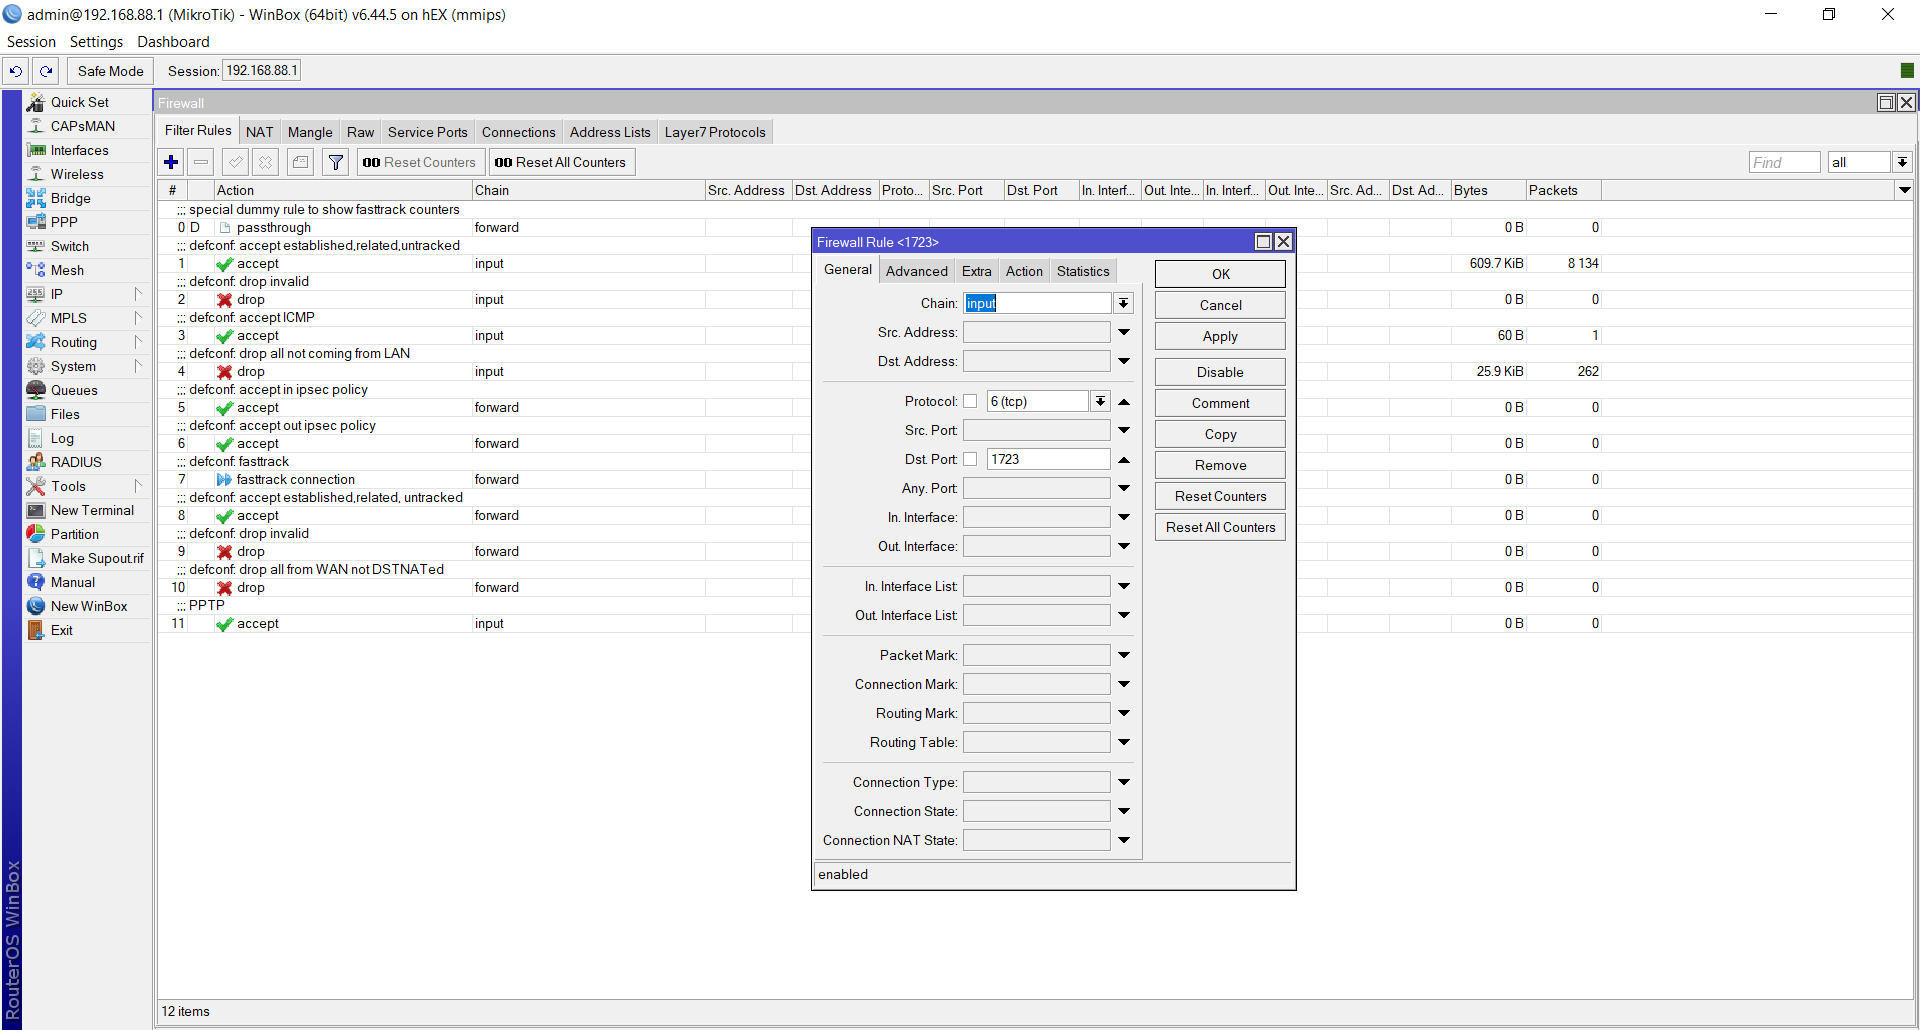 admin@192.168.88.1 (MikroTik) - WinBox (64bit) v6.44.5 on hEX (mmips)
Session Settings Dashboard
Safe Mode Session: 192.168.88.1
Quick Set
CAPsMAN
Interfaces
Wireless
Bridge
PPP
Switch
Mesh
IP
MPLS
Routing
System
Queues
Files
Log
RADIUS
Tools
New Terminal
Partition
Make Supout.rif
Manual
New WinBox
Exit
RouterOS WinBox
Firewall
Filter Rules NAT Mangle Raw Service Ports Connections Address Lists Layer7 Protocols
00 Reset Counters 00 Reset All Counters Find all
# Action Chain Src. Address Dst. Address Proto... Src. Port Dst. Port In. Interf... Out. Inte... In. Interf... Out. Inte... Src. Ad... Dst. Ad... Bytes Packets
;;; special dummy rule to show fasttrack counters
0 D passthrough forward 0 B 0
;;; defconf: accept established,related,untracked
1 accept input 609.7 KiB 8 134
;;; defconf: drop invalid
2 drop input 0 B 0
;;; defconf: accept ICMP
3 accept input 60 B 1
;;; defconf: drop all not coming from LAN
4 drop input 25.9 KiB 262
;;; defconf: accept in ipsec policy
5 accept forward 0 B 0
;;; defconf: accept out ipsec policy
6 accept forward 0 B 0
;;; defconf: fasttrack
7 fasttrack connection forward 0 B 0
;;; defconf: accept established,related, untracked
8 accept forward 0 B 0
;;; defconf: drop invalid
9 drop forward 0 B 0
;;; defconf: drop all from WAN not DSTNATed
10 drop forward 0 B 0
;;; PPTP
11 accept input 0 B 0
12 items
Firewall Rule <1723>
General Advanced Extra Action Statistics
Chain: input
Src. Address:
Dst. Address:
Protocol: 6 (tcp)
Src. Port:
Dst. Port: 1723
Any. Port:
In. Interface:
Out. Interface:
In. Interface List:
Out. Interface List:
Packet Mark:
Connection Mark:
Routing Mark:
Routing Table:
Connection Type:
Connection State:
Connection NAT State:
OK
Cancel
Apply
Disable
Comment
Copy
Remove
Reset Counters
Reset All Counters
enabled